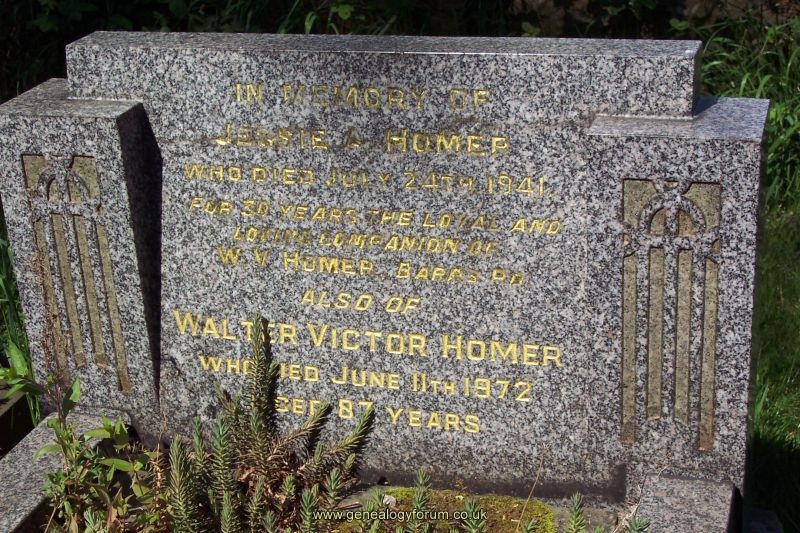 IN MEMORY OF
JESSIE A. HOMER
WHO DIED JULY 24TH 1941.
FOR 30 YEARS THE LOYAL AND
LOVING COMPANION OF
W. V. HOMER, BARRS RD
ALSO OF
WALTER VICTOR HOMER
WHO DIED JUNE 11TH 1972
AGED 87 YEARS
www.genealogyforum.co.uk